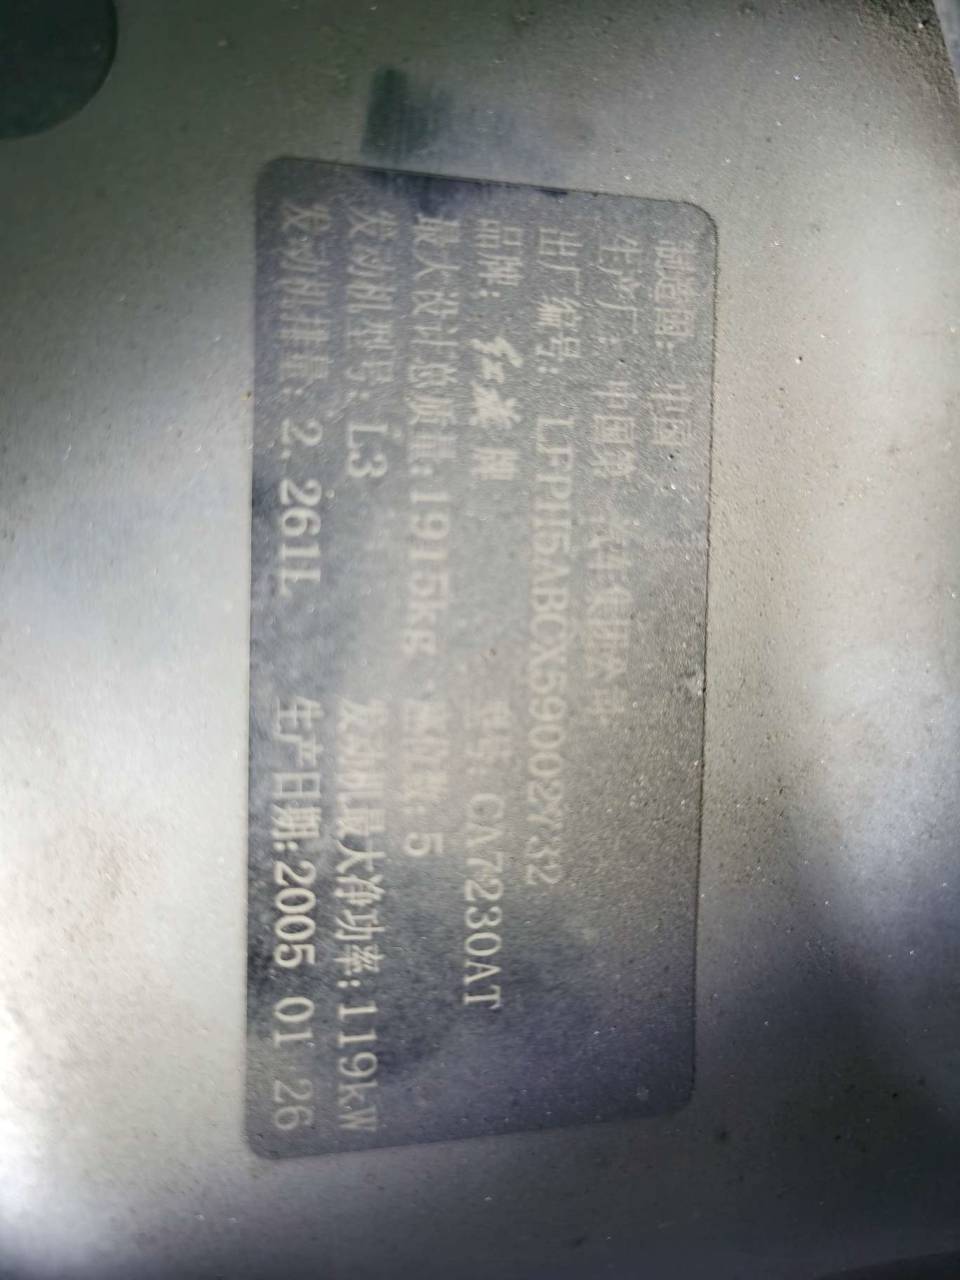 制造国：中国
生产厂：中国第一汽车集团公司
出厂编号：LFPH5ABCX59002Y32
品牌：红旗牌 型号：CA7230AT
最大设计总质量：1915kg 座位数：5
发动机型号：L3 发动机最大净功率：119kW
发动机排量：2.261L 生产日期：2005 01 26